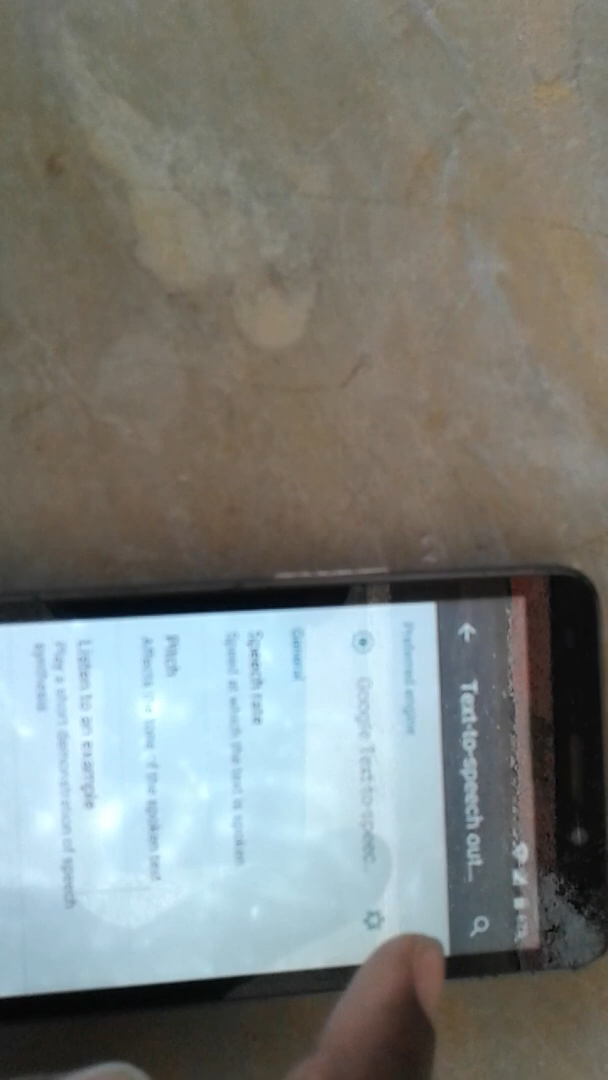 Text-to-speech out...
Preferred engine
Google Text-to-speec...
General
Speech rate
Speed at which the text is spoken
Pitch
Affects the tone of the spoken text
Listen to an example
Play a short demonstration of speech
synthesis